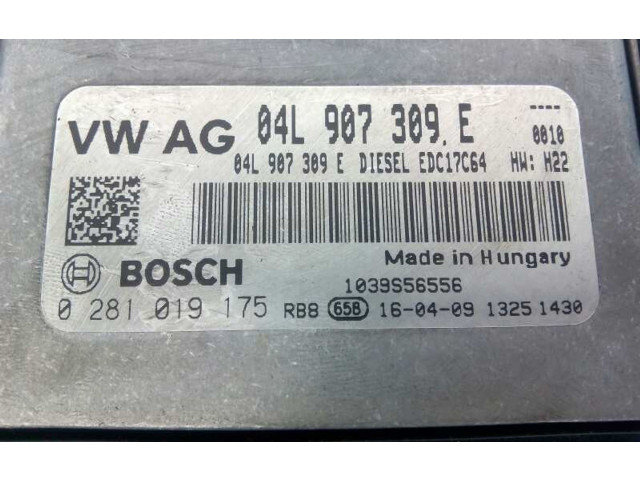 VW AG 04L 907 309 E ----
04L 907 309 E DIESEL EDC17C64 0010
HW: H22
Made in Hungary
BOSCH 1039S56556
0 281 019 175 RB8 65B 16-04-09 1325 1430